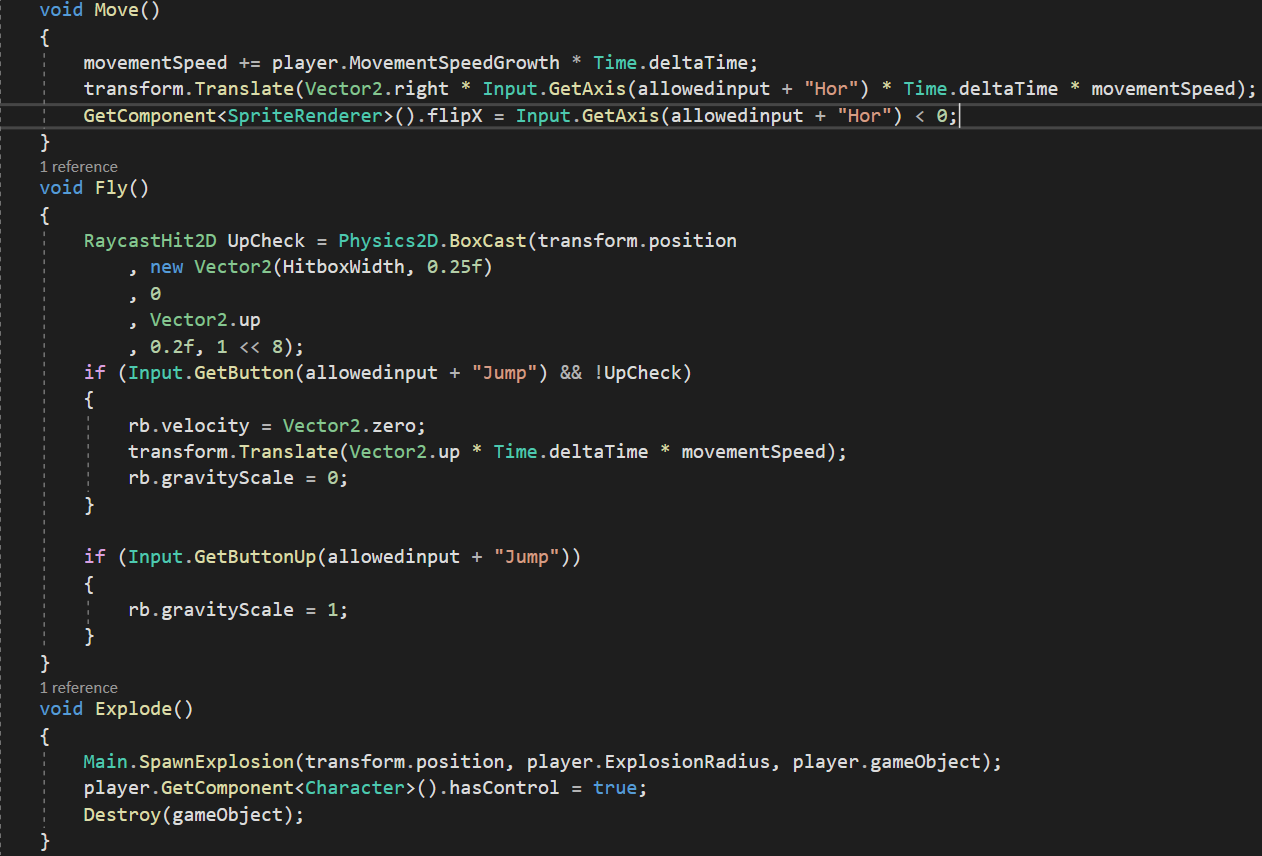 void Move()
{
movementSpeed += player.MovementSpeedGrowth * Time.deltaTime;
transform.Translate(Vector2.right * Input.GetAxis(allowedinput + "Hor") * Time.deltaTime * movementSpeed);
GetComponent<SpriteRenderer>().flipX = Input.GetAxis(allowedinput + "Hor") < 0;
}
1 reference
void Fly()
{
RaycastHit2D UpCheck = Physics2D.BoxCast(transform.position
, new Vector2(HitboxWidth, 0.25f)
, 0
, Vector2.up
, 0.2f, 1 << 8);
if (Input.GetButton(allowedinput + "Jump") && !UpCheck)
{
rb.velocity = Vector2.zero;
transform.Translate(Vector2.up * Time.deltaTime * movementSpeed);
rb.gravityScale = 0;
}
if (Input.GetButtonUp(allowedinput + "Jump"))
{
rb.gravityScale = 1;
}
}
1 reference
void Explode()
{
Main.SpawnExplosion(transform.position, player.ExplosionRadius, player.gameObject);
player.GetComponent<Character>().hasControl = true;
Destroy(gameObject);
}